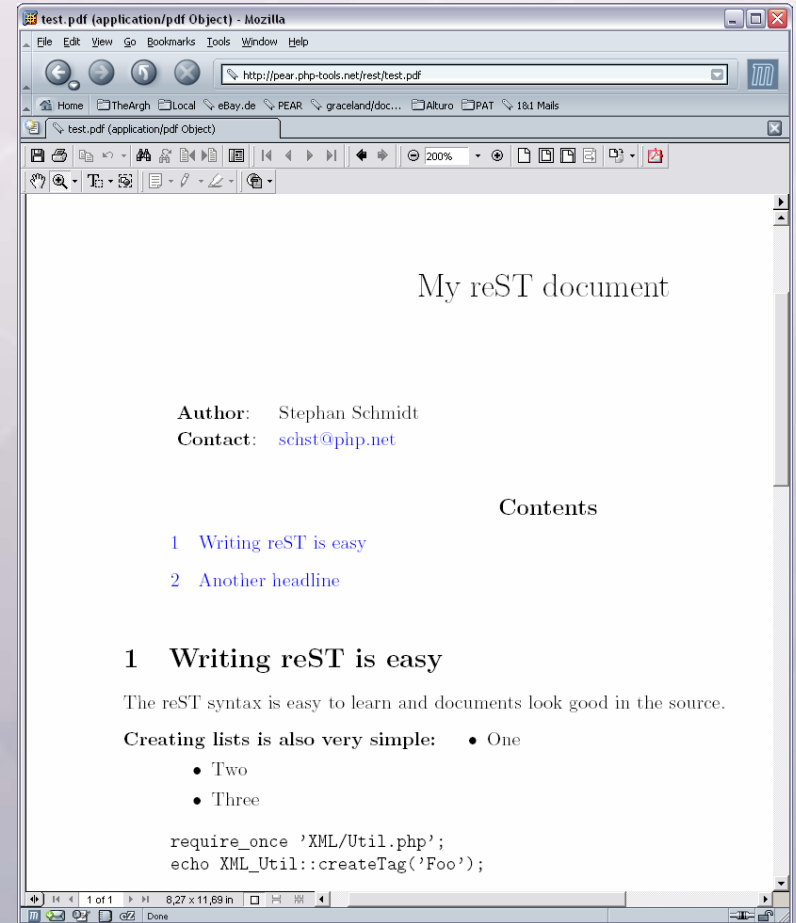 test.pdf (application/pdf Object) - Mozilla
File Edit View Go Bookmarks Tools Window Help
http://pear.php-tools.net/rest/test.pdf
Home TheArgh Local eBay.de PEAR graceland/doc... Alturo PAT 1&1 Mails
test.pdf (application/pdf Object)
200%
My reST document
Author: Stephan Schmidt
Contact: schst@php.net
Contents
1 Writing reST is easy
2 Another headline
1 Writing reST is easy
The reST syntax is easy to learn and documents look good in the source.
Creating lists is also very simple: • One
• Two
• Three
require_once ’XML/Util.php’;
echo XML_Util::createTag(’Foo’);
1 of 1 8,27 x 11,69 in
Done